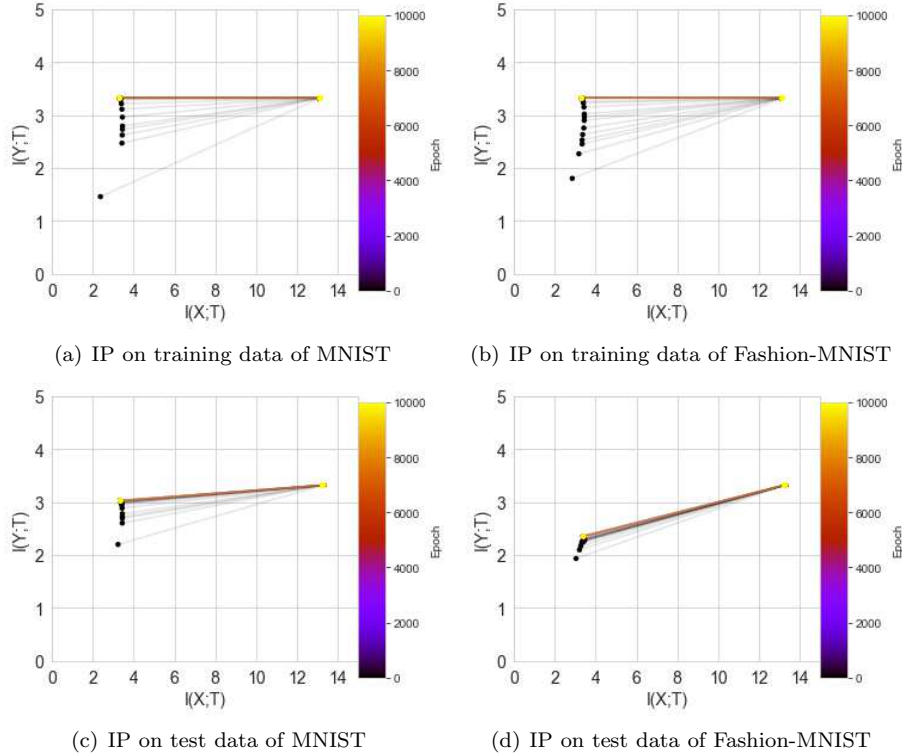 5
4
3
2
1
0
I(Y;T)
0 2 4 6 8 10 12 14
I(X;T)
10000
8000
6000
4000
2000
0
Epoch
(a) IP on training data of MNIST
5
4
3
2
1
0
I(Y;T)
0 2 4 6 8 10 12 14
I(X;T)
10000
8000
6000
4000
2000
0
Epoch
(b) IP on training data of Fashion-MNIST
5
4
3
2
1
0
I(Y;T)
0 2 4 6 8 10 12 14
I(X;T)
10000
8000
6000
4000
2000
0
Epoch
(c) IP on test data of MNIST
5
4
3
2
1
0
I(Y;T)
0 2 4 6 8 10 12 14
I(X;T)
10000
8000
6000
4000
2000
0
Epoch
(d) IP on test data of Fashion-MNIST